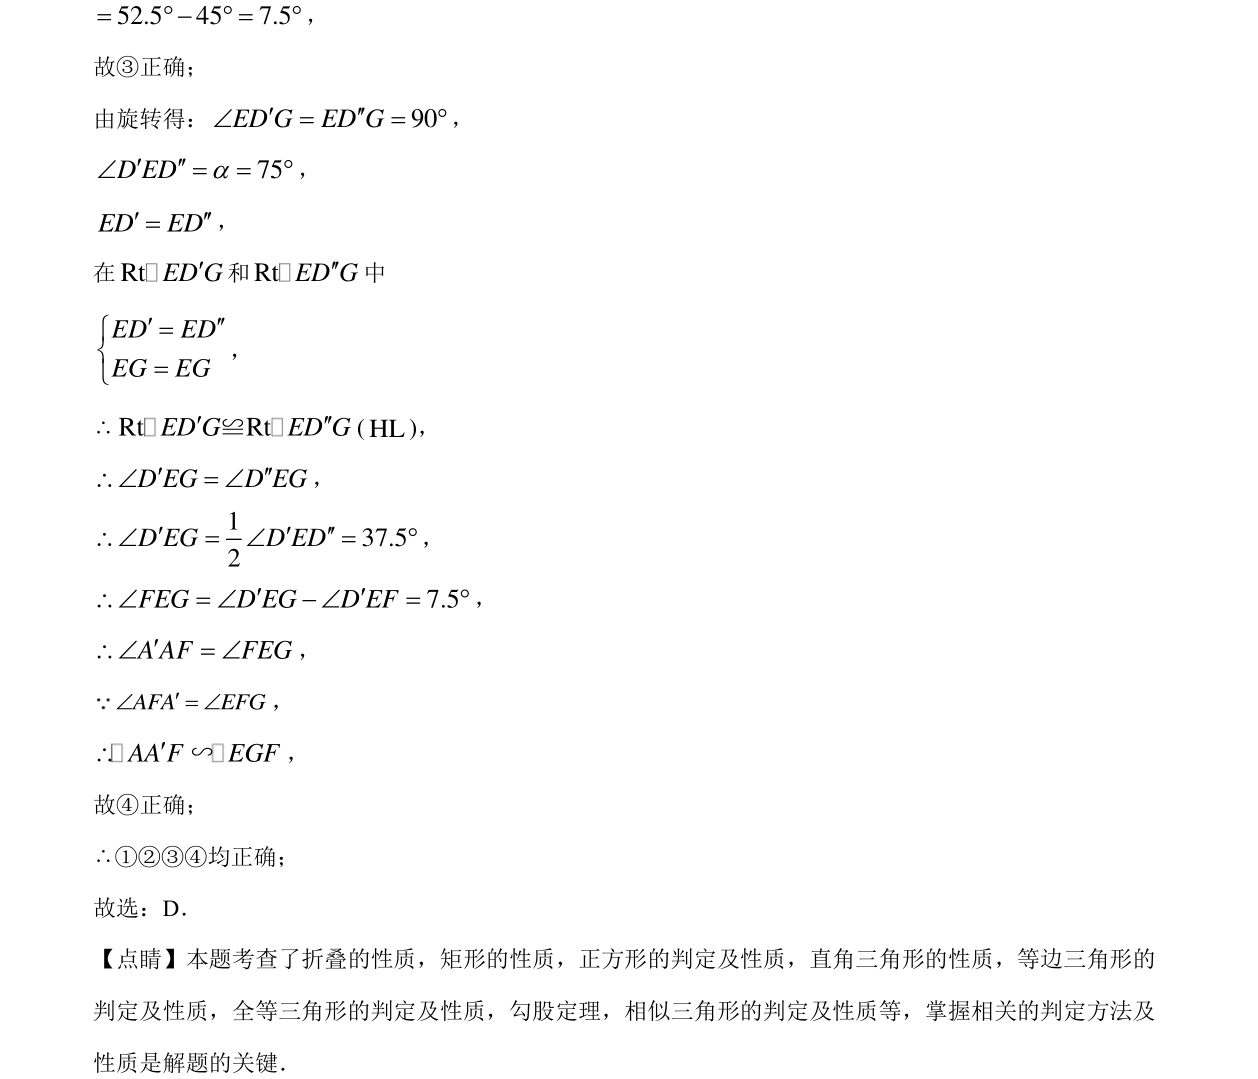 =52.5°−45°=7.5°，
故③正确；
由旋转得：∠ED′G=ED″G=90°，
∠D′ED″=α=75°，
ED′=ED″，
在Rt□ED′G和Rt□ED″G中
{ED′=ED″
EG=EG，
∴Rt□ED′G≌Rt□ED″G(HL)，
∴∠D′EG=∠D″EG，
∴∠D′EG=1/2∠D′ED″=37.5°，
∴∠FEG=∠D′EG−∠D′EF=7.5°，
∴∠A′AF=∠FEG，
∵∠AFA′=∠EFG，
∴□AA′F∽□EGF，
故④正确；
∴①②③④均正确；
故选：D．
【点睛】本题考查了折叠的性质，矩形的性质，正方形的判定及性质，直角三角形的性质，等边三角形的
判定及性质，全等三角形的判定及性质，勾股定理，相似三角形的判定及性质等，掌握相关的判定方法及
性质是解题的关键．